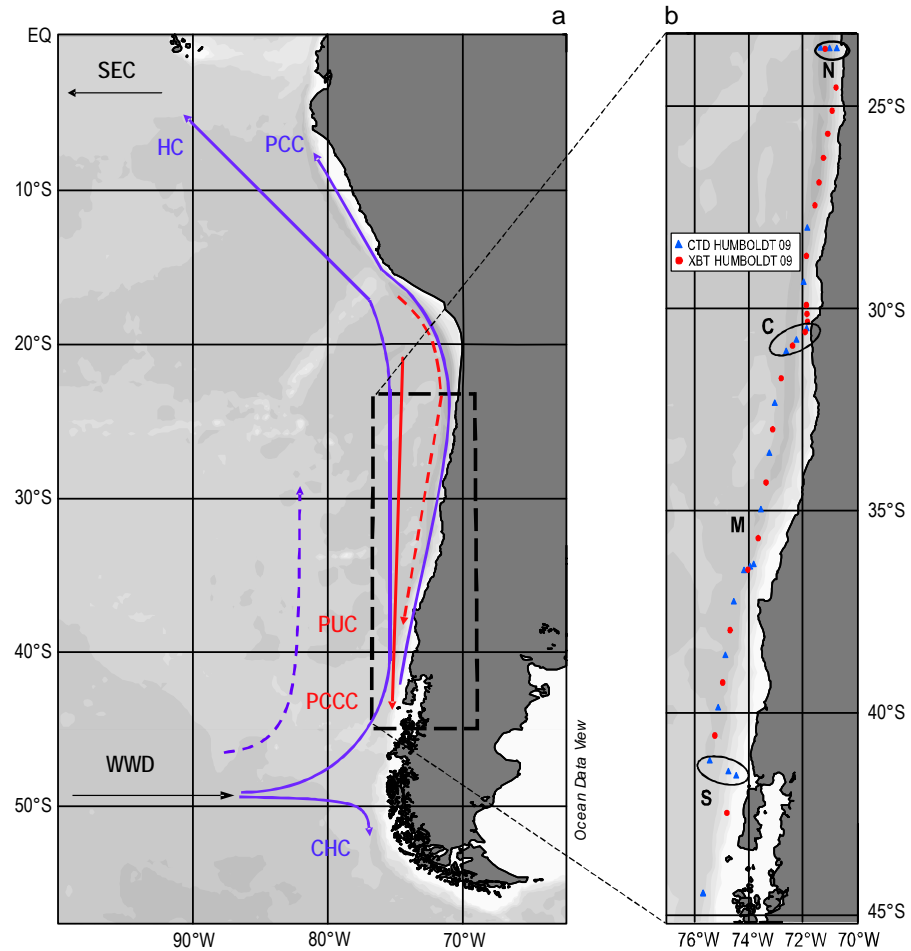 a
b
EQ
SEC
HC
PCC
10°S
20°S
30°S
PUC
40°S
PCCC
WWD
50°S
CHC
90°W
80°W
70°W
Ocean Data View
N
25°S
CTD HUMBOLDT 09
XBT HUMBOLDT 09
30°S
C
35°S
M
40°S
S
45°S
76°W
74°W
72°W
70°W